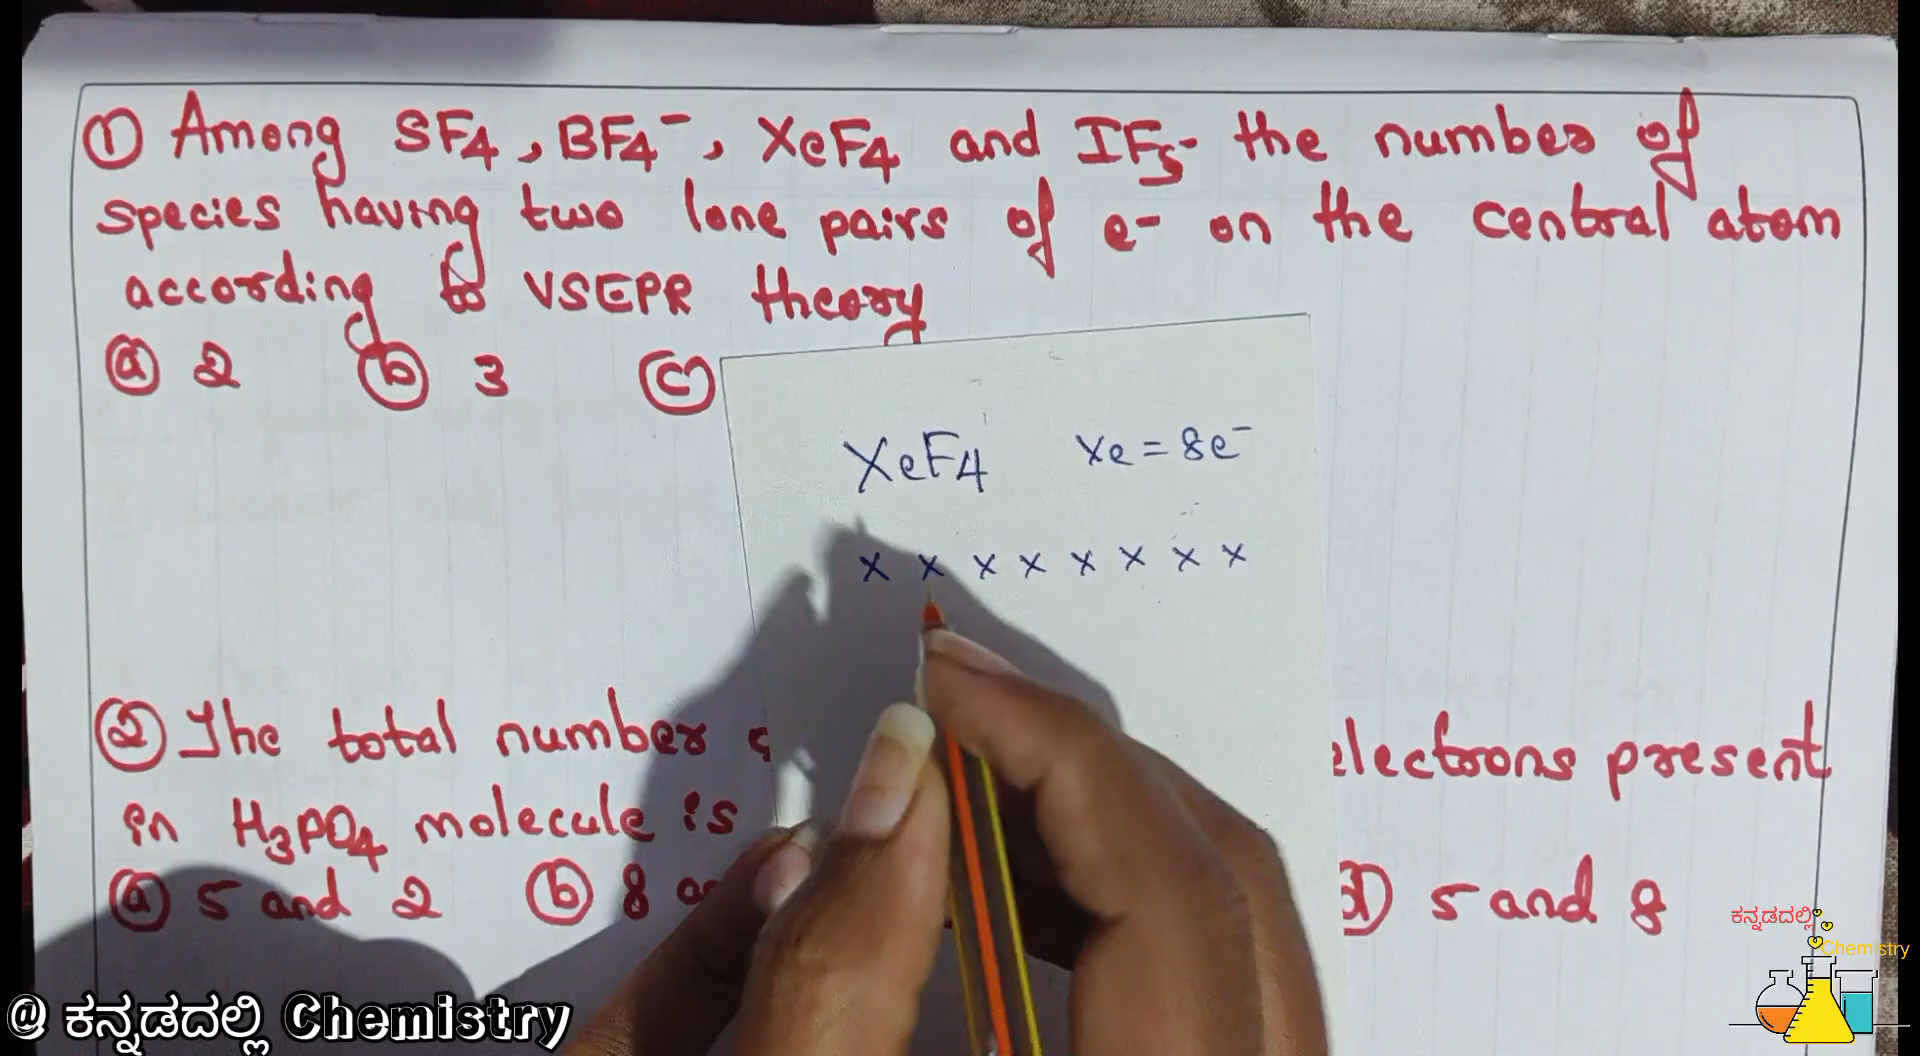 ① Among SF₄, BF₄⁻, XeF₄ and IF₅⁻ the number of
species having two lone pairs of e⁻ on the central atom
according to VSEPR theory
ⓐ 2 ⓑ 3 ⓒ
XeF₄ Xe = 8e⁻
x x x x x x x x
② The total number electrons present
in H₃PO₄ molecule is
ⓐ 5 and 2 ⓑ 8 ⓓ 5 and 8
ಕನ್ನಡದಲ್ಲಿ
Chemistry
@ ಕನ್ನಡದಲ್ಲಿ Chemistry